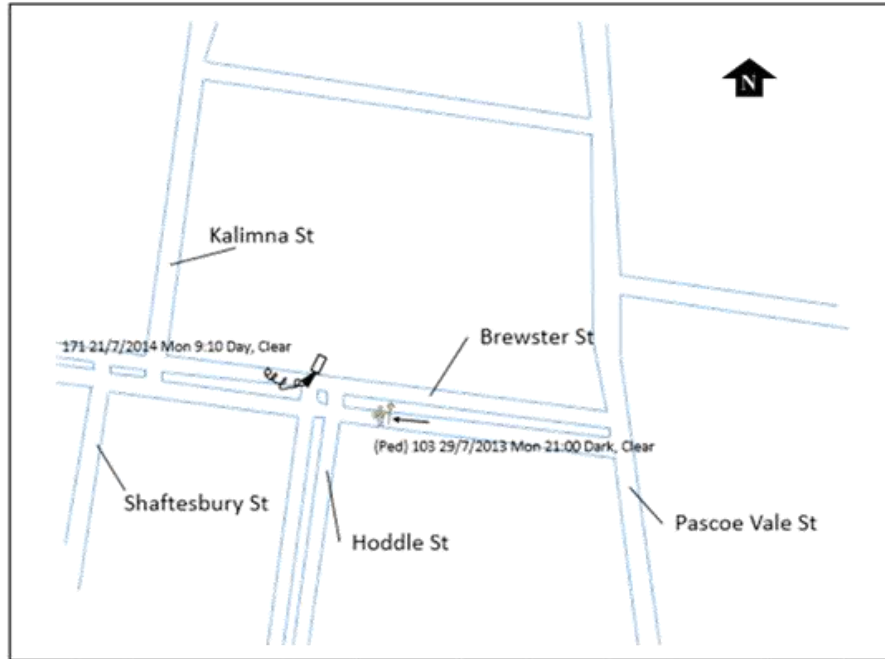 N
Kalimna St
Brewster St
171 21/7/2014 Mon 9:10 Day, Clear
(Ped) 103 29/7/2013 Mon 21:00 Dark, Clear
Shaftesbury St
Hoddle St
Pascoe Vale St